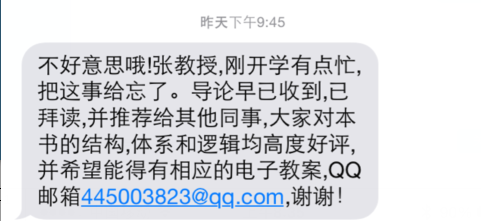 昨天下午9:45
不好意思哦!张教授,刚开学有点忙,
把这事给忘了。导论早已收到,已
拜读,并推荐给其他同事,大家对本
书的结构,体系和逻辑均高度好评,
并希望能得有相应的电子教案,QQ
邮箱445003823@qq.com,谢谢!